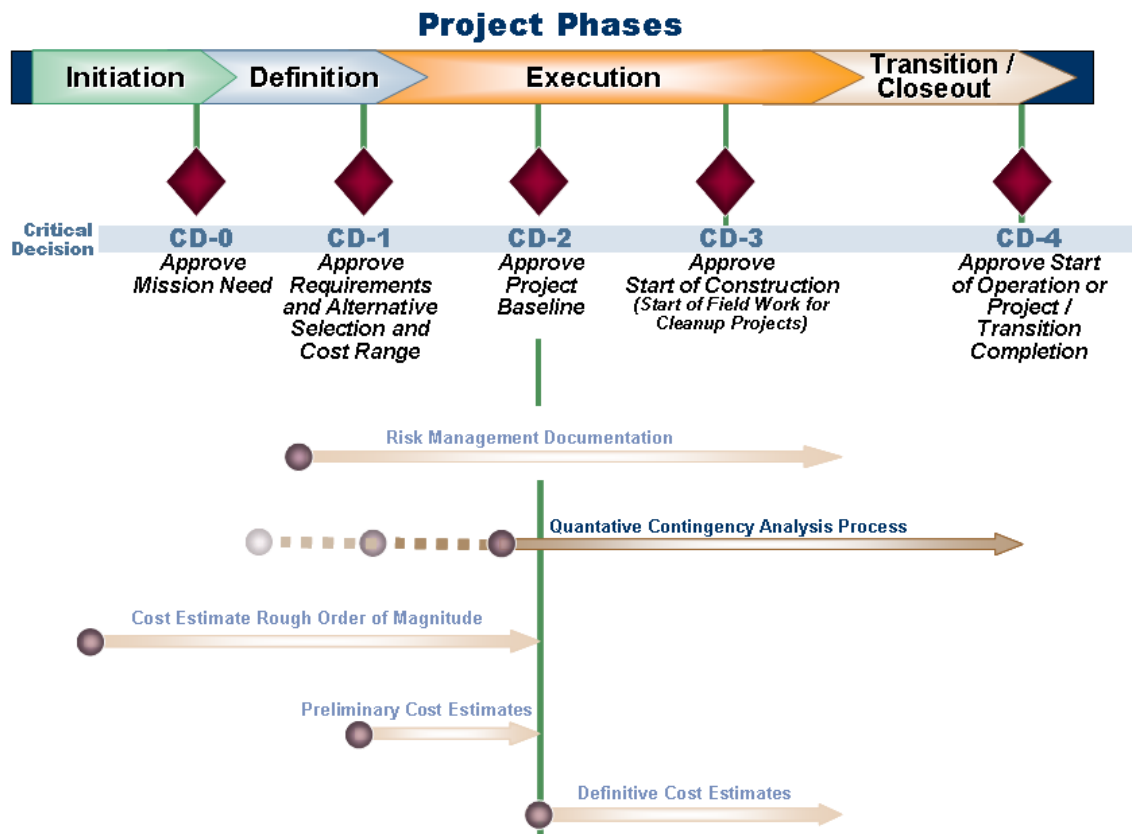 Project Phases
Initiation
Definition
Execution
Transition /
Closeout
Critical
Decision
CD-0
Approve
Mission Need
CD-1
Approve
Requirements
and Alternative
Selection and
Cost Range
CD-2
Approve
Project
Baseline
CD-3
Approve
Start of Construction
(Start of Field Work for
Cleanup Projects)
CD-4
Approve Start
of Operation or
Project /
Transition
Completion
Risk Management Documentation
Quantative Contingency Analysis Process
Cost Estimate Rough Order of Magnitude
Preliminary Cost Estimates
Definitive Cost Estimates